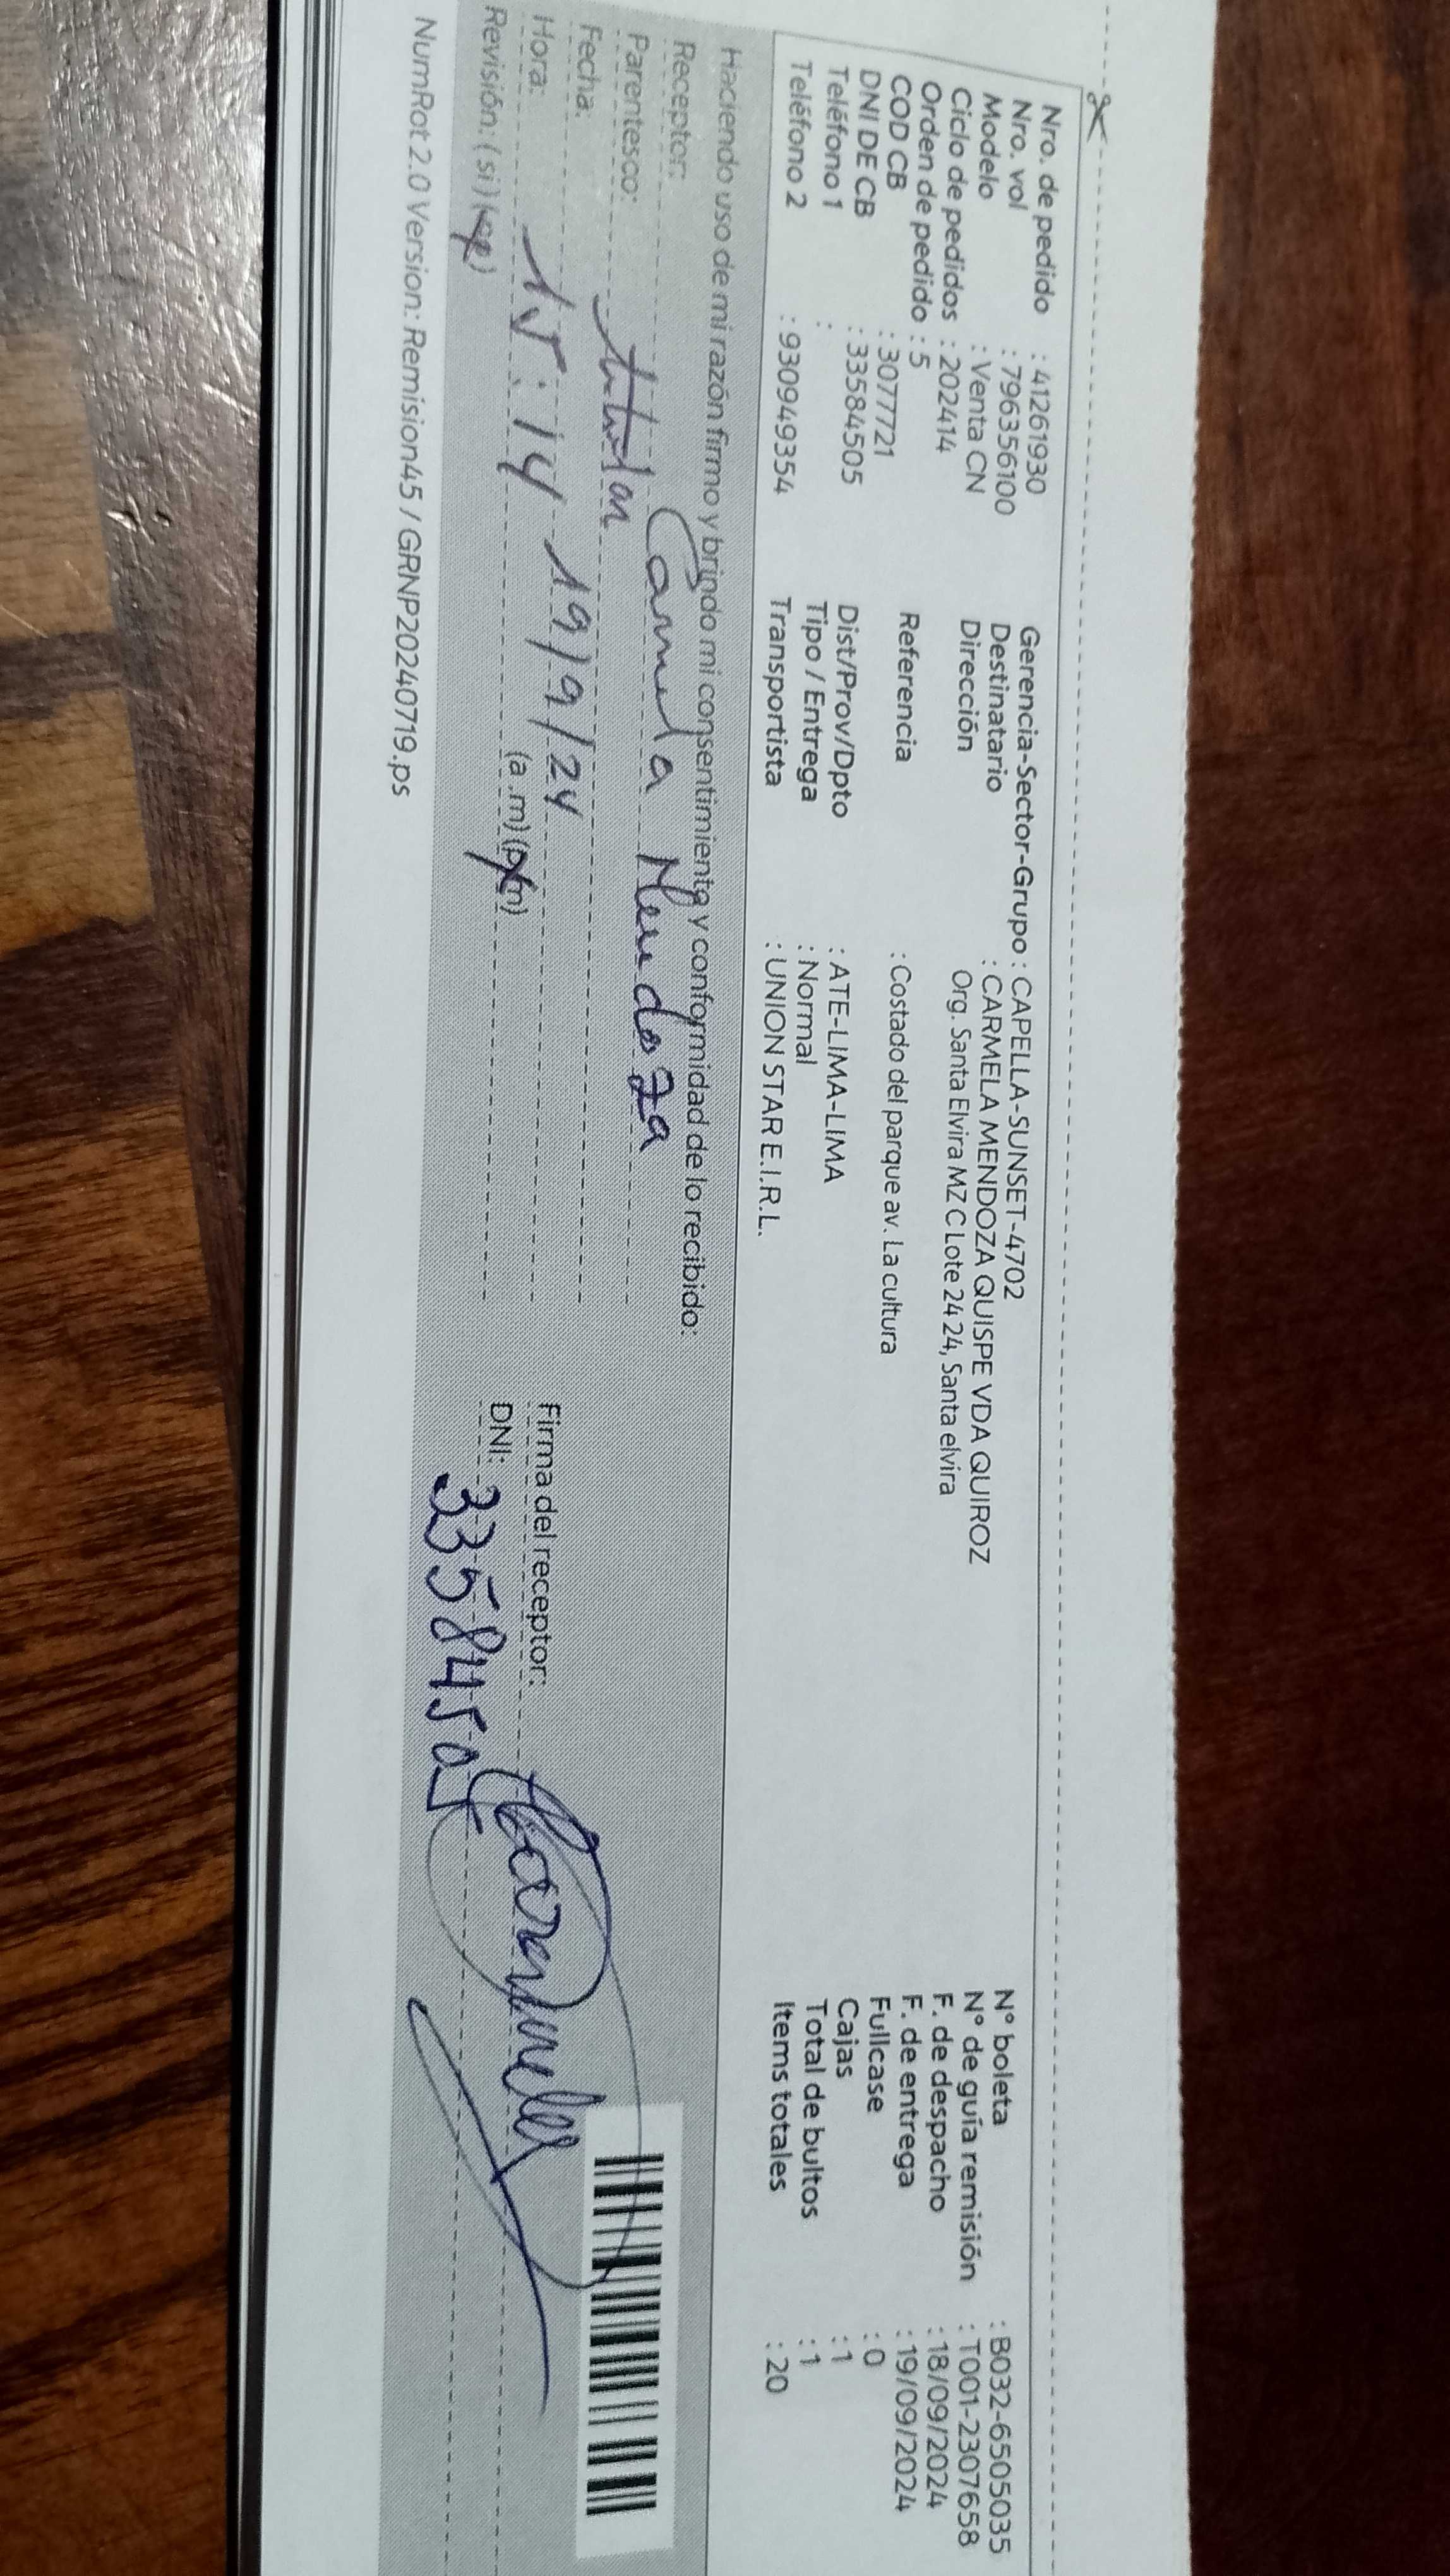 Nro. de pedido : 41261930
Nro. vol : 796356100
Modelo : Venta CN
Ciclo de pedidos : 202414
Orden de pedido : 5
COD CB : 3077721
DNI DE CB : 33584505
Teléfono 1 :
Teléfono 2 : 930949354
Gerencia-Sector-Grupo : CAPELLA-SUNSET-4702
Destinatario : CARMELA MENDOZA QUISPE VDA QUIROZ
Dirección Org. Santa Elvira MZ C Lote 24 24, Santa elvira
Referencia : Costado del parque av. La cultura
Dist/Prov/Dpto : ATE-LIMA-LIMA
Tipo / Entrega : Normal
Transportista : UNION STAR E.I.R.L.
N° boleta : B032-6505035
N° de guía remisión : T001-2307658
F. de despacho : 18/09/2024
F. de entrega : 19/09/2024
Fullcase : 0
Cajas : 1
Total de bultos : 1
Items totales : 20
Haciendo uso de mi razón firmo y brindo mi consentimiento y conformidad de lo recibido:
Receptor: Carmela Mendoza
Parentesco: titular
Fecha: 19/9/24
Hora: 15:14 (a.m) (p.m)
Revisión: (si) (no)
Firma del receptor:
DNI: 33584505
NumRot 2.0 Version: Remision45 / GRNP20240719.ps